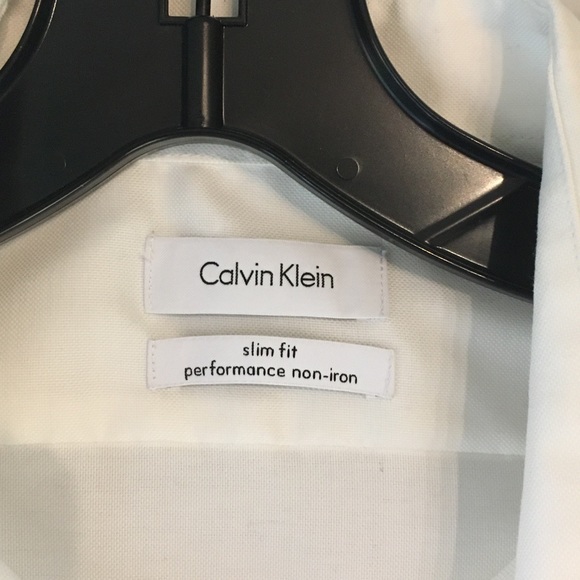 Calvin Klein
slim fit
performance non-iron